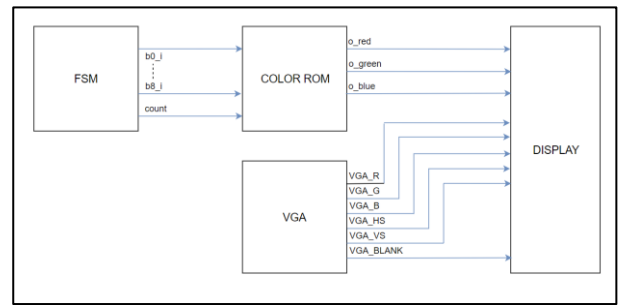 FSM
b0_i
b8_i
count
COLOR ROM
o_red
o_green
o_blue
DISPLAY
VGA
VGA_R
VGA_G
VGA_B
VGA_HS
VGA_VS
VGA_BLANK